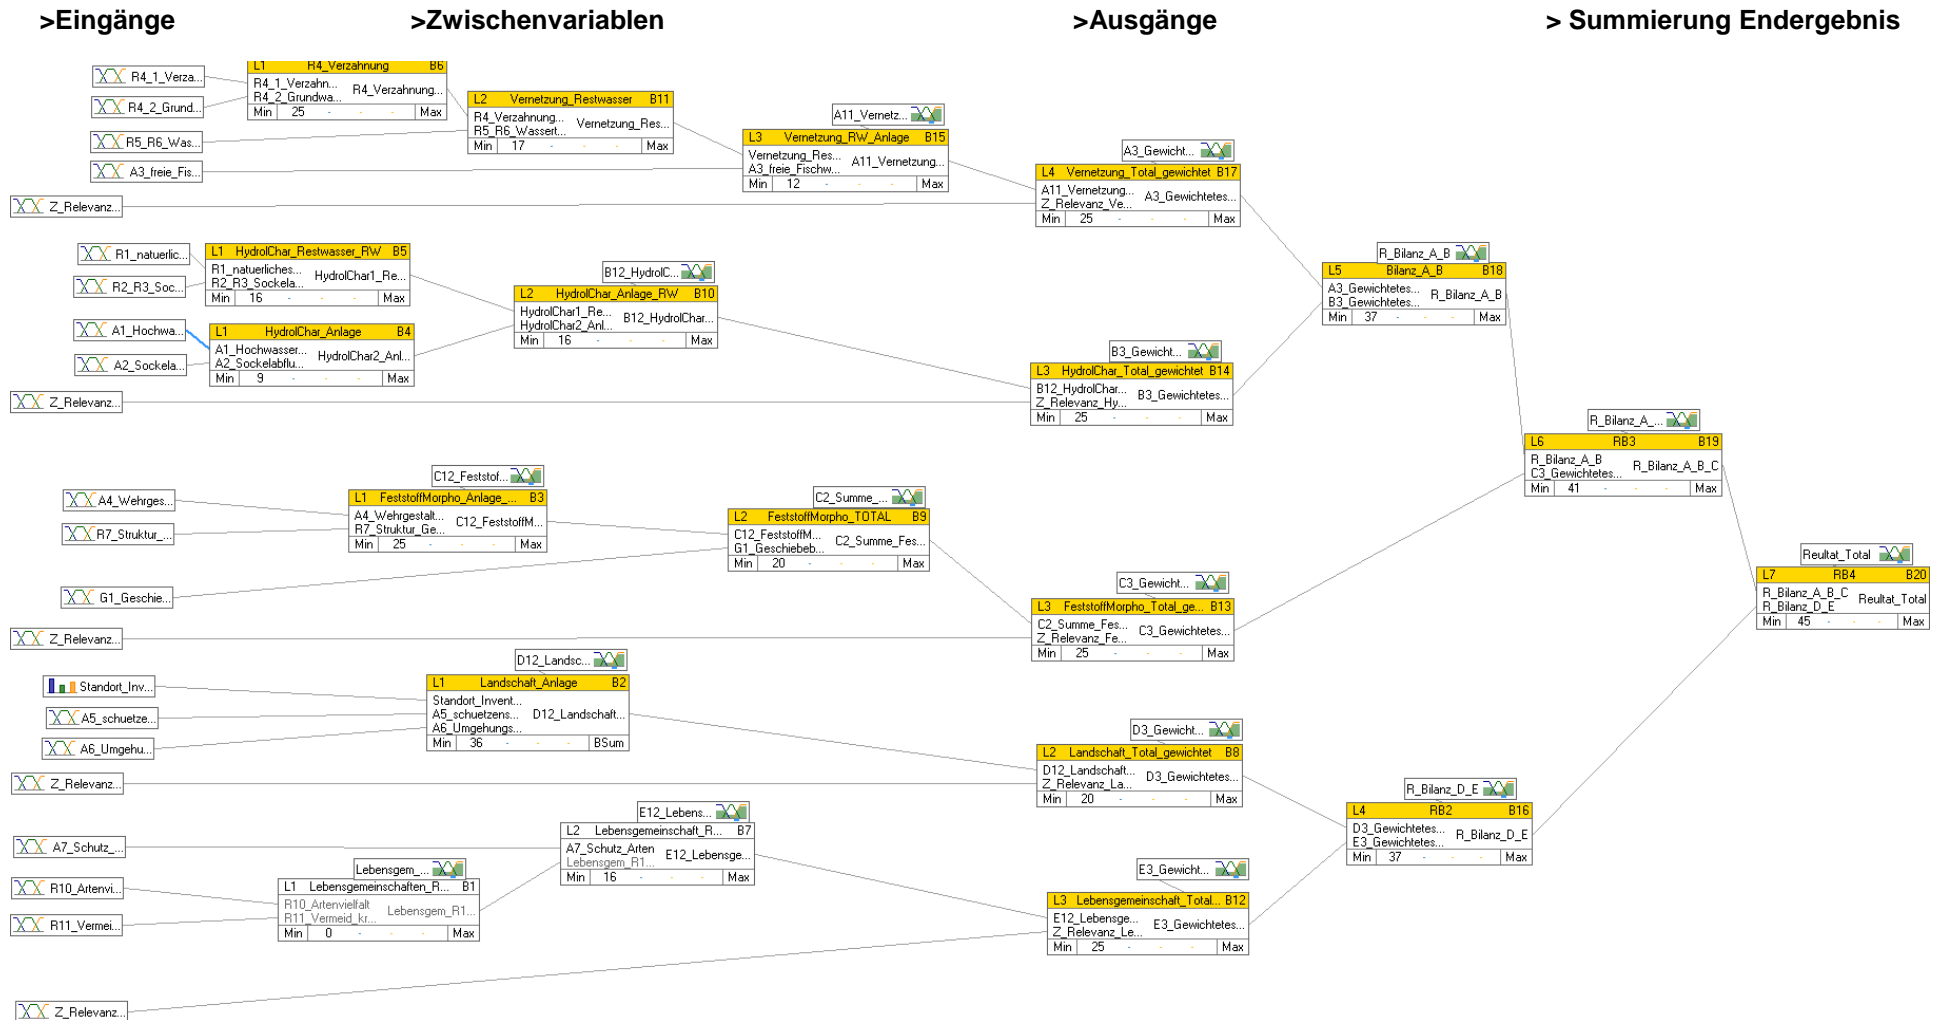 >Eingänge
>Zwischenvariablen
>Ausgänge
> Summierung Endergebnis
R4_1_Verza...
R4_2_Grund...
R5_R6_Was...
A3_freie_Fis...
Z_Relevanz...
L1 R4_Verzahnung B6
R4_1_Verzahn...
R4_2_Grundwa...
R4_Verzahnung...
Min 25 - - - Max
L2 Vernetzung_Restwasser B11
R4_Verzahnung...
R5_R6_Wassert...
Vernetzung_Res...
Min 17 - - - Max
A11_Vernetz...
L3 Vernetzung_RW_Anlage B15
Vernetzung_Res...
A3_freie_Fischw...
A11_Vernetzung...
Min 12 - - - Max
A3_Gewicht...
L4 Vernetzung_Total_gewichtet B17
A11_Vernetzung...
Z_Relevanz_Ve...
A3_Gewichtetes...
Min 25 - - - Max
R1_natuerlic...
R2_R3_Soc...
A1_Hochwa...
A2_Sockela...
Z_Relevanz...
L1 HydrolChar_Restwasser_RW B5
R1_natuerliches...
R2_R3_Sockela...
HydrolChar1_Re...
Min 16 - - - Max
L1 HydrolChar_Anlage B4
A1_Hochwasser...
A2_Sockelabflu...
HydrolChar2_Anl...
Min 9 - - - Max
B12_HydrolC...
L2 HydrolChar_Anlage_RW B10
HydrolChar1_Re...
HydrolChar2_Anl...
B12_HydrolChar...
Min 16 - - - Max
B3_Gewicht...
L3 HydrolChar_Total_gewichtet B14
B12_HydrolChar...
Z_Relevanz_Hy...
B3_Gewichtetes...
Min 25 - - - Max
R_Bilanz_A_B
L5 Bilanz_A_B B18
A3_Gewichtetes...
B3_Gewichtetes...
R_Bilanz_A_B
Min 37 - - - Max
A4_Wehrges...
R7_Struktur_...
G1_Geschie...
Z_Relevanz...
C12_Feststof...
L1 FeststoffMorpho_Anlage_... B3
A4_Wehrgestalt...
R7_Struktur_Ge...
C12_FeststoffM...
Min 25 - - - Max
C2_Summe_...
L2 FeststoffMorpho_TOTAL B9
C12_FeststoffM...
G1_Geschiebeb...
C2_Summe_Fes...
Min 20 - - - Max
C3_Gewicht...
L3 FeststoffMorpho_Total_ge... B13
C2_Summe_Fes...
Z_Relevanz_Fe...
C3_Gewichtetes...
Min 25 - - - Max
R_Bilanz_A_...
L6 RB3 B19
R_Bilanz_A_B
C3_Gewichtetes...
R_Bilanz_A_B_C
Min 41 - - - Max
Reultat_Total
L7 RB4 B20
R_Bilanz_A_B_C
R_Bilanz_D_E
Reultat_Total
Min 45 - - - Max
Standort_Inv...
A5_schuetze...
A6_Umgehu...
Z_Relevanz...
D12_Landsc...
L1 Landschaft_Anlage B2
Standort_Invent...
A5_schuetzens...
A6_Umgehungs...
D12_Landschaft...
Min 36 - - - BSum
D3_Gewicht...
L2 Landschaft_Total_gewichtet B8
D12_Landschaft...
Z_Relevanz_La...
D3_Gewichtetes...
Min 20 - - - Max
R_Bilanz_D_E
L4 RB2 B16
D3_Gewichtetes...
E3_Gewichtetes...
R_Bilanz_D_E
Min 37 - - - Max
A7_Schutz_...
R10_Artenvi...
R11_Vermei...
Z_Relevanz...
Lebensgem_...
L1 Lebensgemeinschaften_R... B1
R10_Artenvielfalt
R11_Vermeid_kr...
Lebensgem_R1...
Min 0 - - - Max
E12_Lebens...
L2 Lebensgemeinschaft_R... B7
A7_Schutz_Arten
Lebensgem_R1...
E12_Lebensge...
Min 16 - - - Max
E3_Gewicht...
L3 Lebensgemeinschaft_Total... B12
E12_Lebensge...
Z_Relevanz_Le...
E3_Gewichtetes...
Min 25 - - - Max